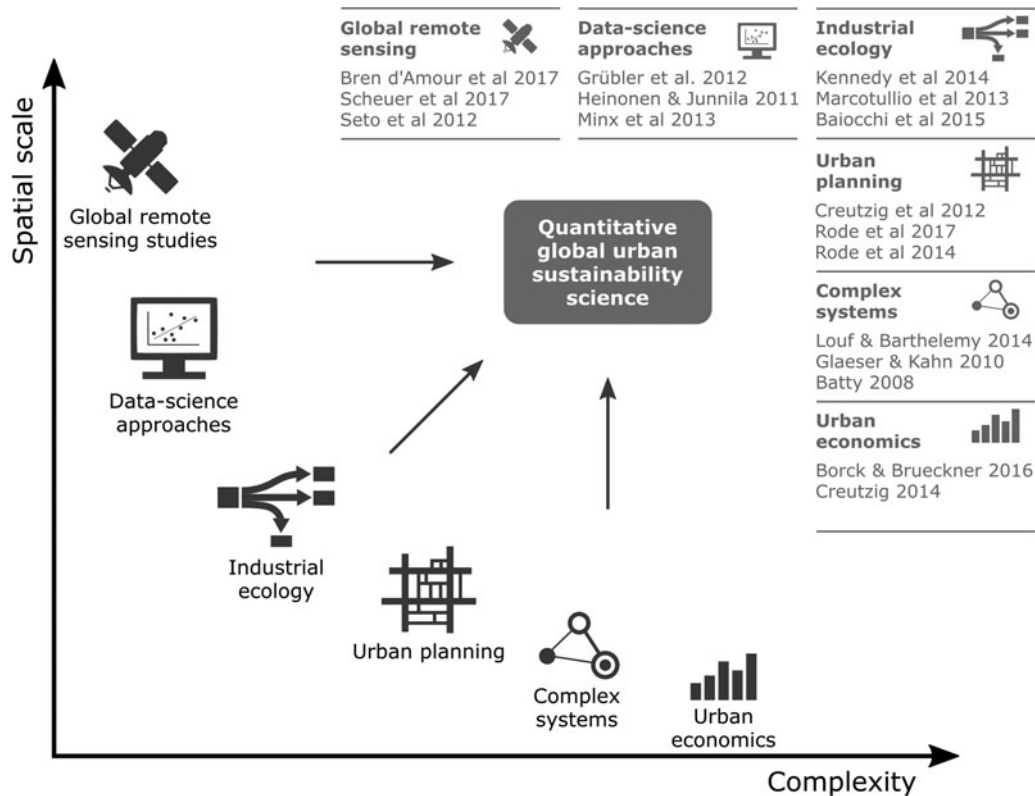 Global remote
sensing
Bren d'Amour et al 2017
Scheuer et al 2017
Seto et al 2012
Data-science
approaches
Grübler et al. 2012
Heinonen & Junnila 2011
Minx et al 2013
Industrial
ecology
Kennedy et al 2014
Marcotullio et al 2013
Baiocchi et al 2015
Urban
planning
Creutzig et al 2012
Rode et al 2017
Rode et al 2014
Complex
systems
Louf & Barthelemy 2014
Glaeser & Kahn 2010
Batty 2008
Urban
economics
Borck & Brueckner 2016
Creutzig 2014
Spatial scale
Global remote
sensing studies
Quantitative
global urban
sustainability
science
Data-science
approaches
Industrial
ecology
Urban planning
Complex
systems
Urban
economics
Complexity